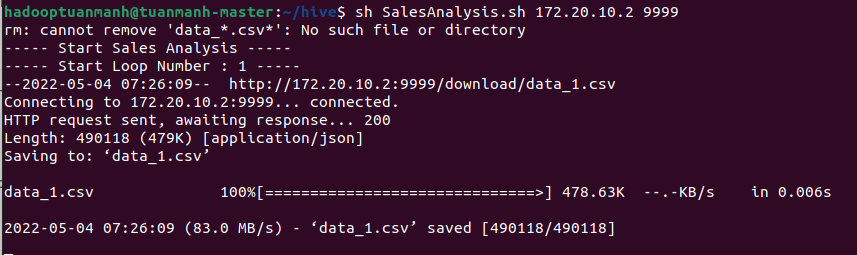 hadooptuanmanh@tuanmanh-master:~/hive$ sh SalesAnalysis.sh 172.20.10.2 9999
rm: cannot remove 'data_*.csv*': No such file or directory
----- Start Sales Analysis -----
----- Start Loop Number : 1 -----
--2022-05-04 07:26:09--  http://172.20.10.2:9999/download/data_1.csv
Connecting to 172.20.10.2:9999... connected.
HTTP request sent, awaiting response... 200
Length: 490118 (479K) [application/json]
Saving to: ‘data_1.csv’
data_1.csv          100%[==============================>] 478.63K  --.-KB/s    in 0.006s
2022-05-04 07:26:09 (83.0 MB/s) - ‘data_1.csv’ saved [490118/490118]